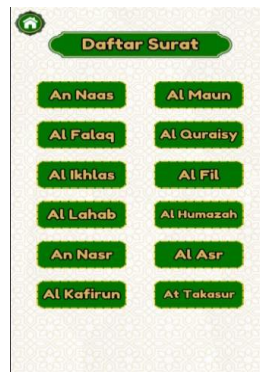 Daftar Surat
An Naas
Al Maun
Al Falaq
Al Quraisy
Al Ikhlas
Al Fil
Al Lahab
Al Humazah
An Nasr
Al Asr
Al Kafirun
At Takasur